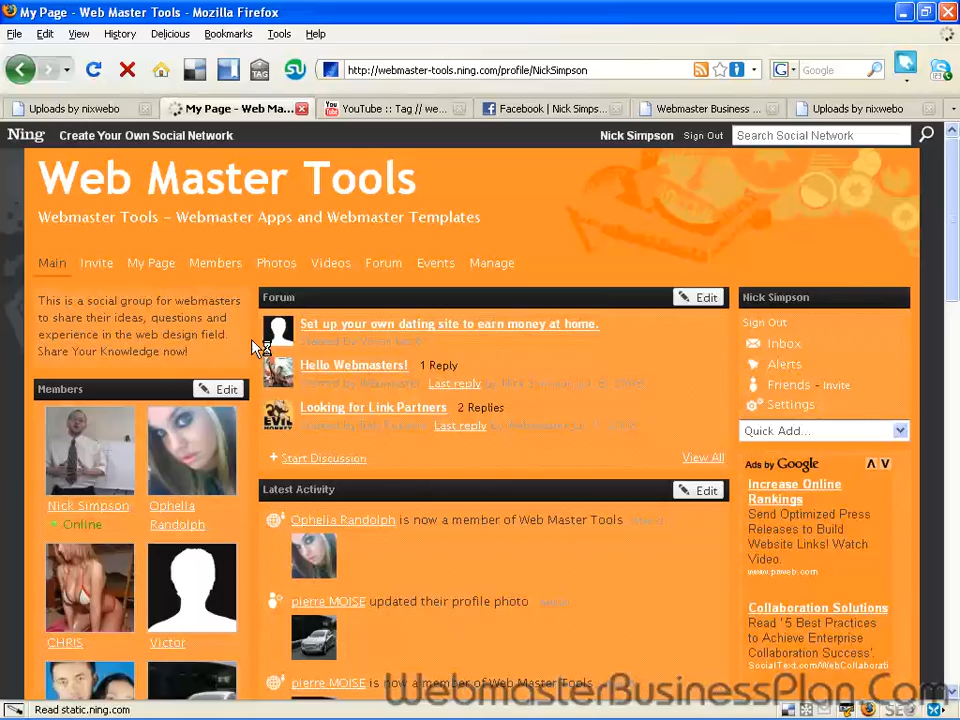 My Page - Web Master Tools - Mozilla Firefox
File Edit View History Delicious Bookmarks Tools Help
TAG http://webmaster-tools.ning.com/profile/NickSimpson Google
Uploads by nixwebo My Page - Web Ma... YouTube :: Tag // we... Facebook | Nick Simps... Webmaster Business ... Uploads by nixwebo
Ning Create Your Own Social Network Nick Simpson Sign Out Search Social Network
Web Master Tools
Webmaster Tools – Webmaster Apps and Webmaster Templates
Main Invite My Page Members Photos Videos Forum Events Manage
This is a social group for webmasters
to share their ideas, questions and
experience in the web design field.
Share Your Knowledge now!
Members Edit
Nick Simpson
Online
Ophelia
Randolph
CHRIS
Victor
Forum Edit
Set up your own dating site to earn money at home.
Hello Webmasters! 1 Reply
Last reply
Looking for Link Partners 2 Replies
Last reply
+ Start Discussion View All
Latest Activity Edit
Ophelia Randolph is now a member of Web Master Tools
pierre MOISE updated their profile photo
pierre MOISE is now a member of Web Master Tools
Nick Simpson
Sign Out
Inbox
Alerts
Friends - Invite
Settings
Quick Add...
Ads by Google
Increase Online
Rankings
Send Optimized Press
Releases to Build
Website Links! Watch
Video.
www.prweb.com
Collaboration Solutions
Read '5 Best Practices
to Achieve Enterprise
Collaboration Success'.
SocialText.com/WebCollaborati
WebmasterBusinessPlan.Com
Read static.ning.com